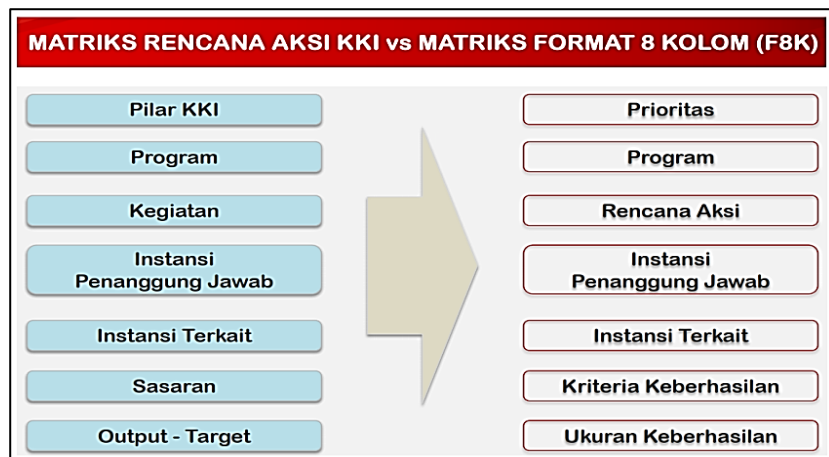 MATRIKS RENCANA AKSI KKI vs MATRIKS FORMAT 8 KOLOM (F8K)
Pilar KKI
Prioritas
Program
Program
Kegiatan
Rencana Aksi
Instansi
Penanggung Jawab
Instansi
Penanggung Jawab
Instansi Terkait
Instansi Terkait
Sasaran
Kriteria Keberhasilan
Output - Target
Ukuran Keberhasilan